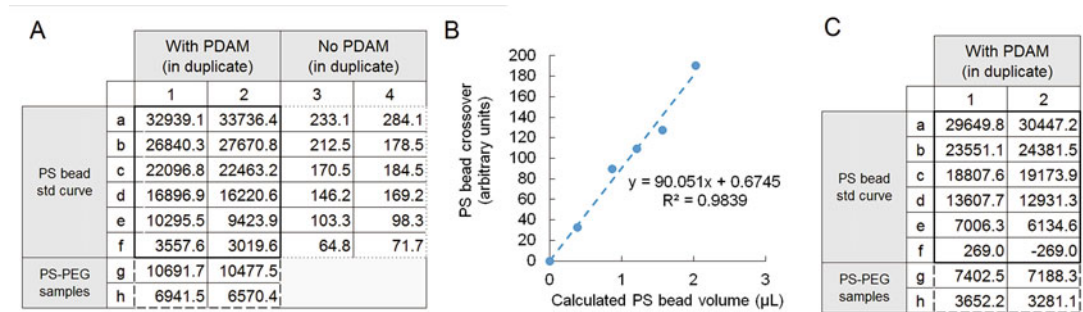 A
With PDAM (in duplicate) No PDAM (in duplicate)
1 2 3 4
PS bead std curve
a 32939.1 33736.4 233.1 284.1
b 26840.3 27670.8 212.5 178.5
c 22096.8 22463.2 170.5 184.5
d 16896.9 16220.6 146.2 169.2
e 10295.5 9423.9 103.3 98.3
f 3557.6 3019.6 64.8 71.7
PS-PEG samples
g 10691.7 10477.5
h 6941.5 6570.4
B
PS bead crossover
(arbitrary units)
200
180
160
140
120
100
80
60
40
20
0
y = 90.051x + 0.6745
R² = 0.9839
0 1 2 3
Calculated PS bead volume (µL)
C
With PDAM
(in duplicate)
1 2
PS bead std curve
a 29649.8 30447.2
b 23551.1 24381.5
c 18807.6 19173.9
d 13607.7 12931.3
e 7006.3 6134.6
f 269.0 -269.0
PS-PEG samples
g 7402.5 7188.3
h 3652.2 3281.1